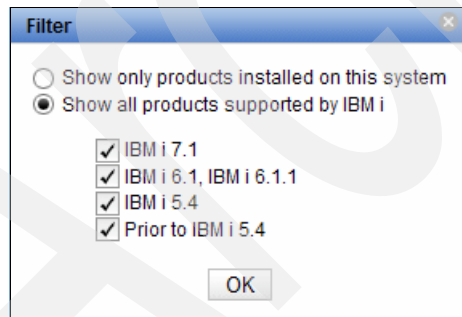 Filter
Show only products installed on this system
Show all products supported by IBM i
IBM i 7.1
IBM i 6.1, IBM i 6.1.1
IBM i 5.4
Prior to IBM i 5.4
OK